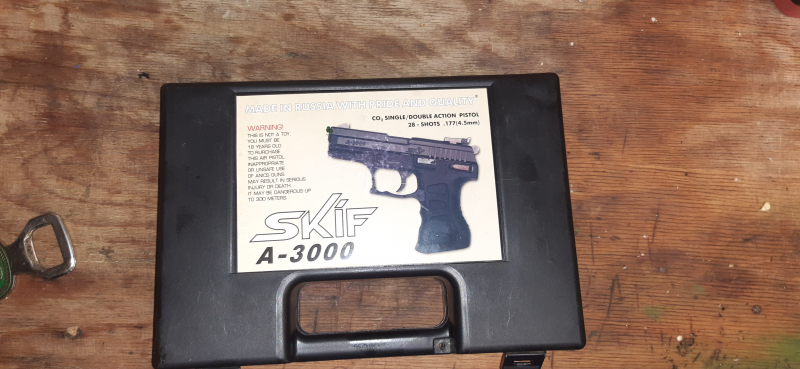 MADE IN RUSSIA WITH PRIDE AND QUALITY®
CO₂ SINGLE/DOUBLE ACTION PISTOL
28 - SHOTS .177(4.5mm)
WARNING!
THIS IS NOT A TOY.
YOU MUST BE
18 YEARS OLD
TO PURCHASE
THIS AIR PISTOL
INAPPROPRIATE
OR UNSAFE USE
OF ANICS GUNS
MAY RESULT IN SERIOUS
INJURY OR DEATH.
IT MAY BE DANGEROUS UP
TO 300 METERS.
SKIF
A-3000